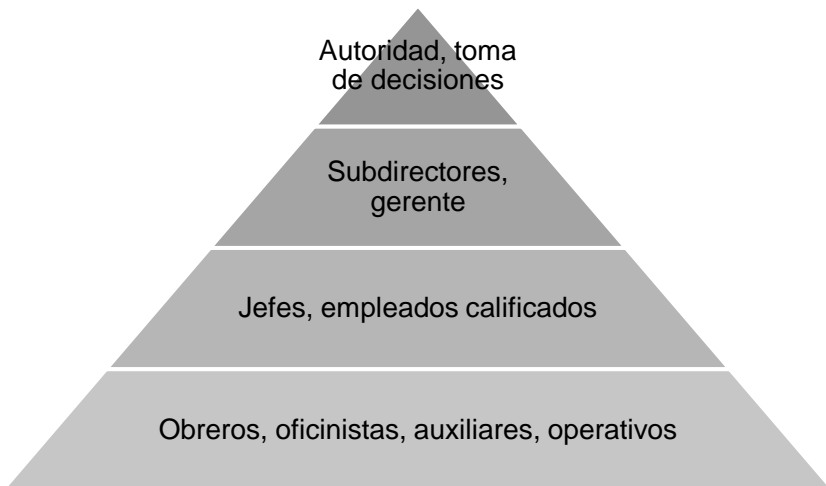 Autoridad, toma
de decisiones
Subdirectores,
gerente
Jefes, empleados calificados
Obreros, oficinistas, auxiliares, operativos